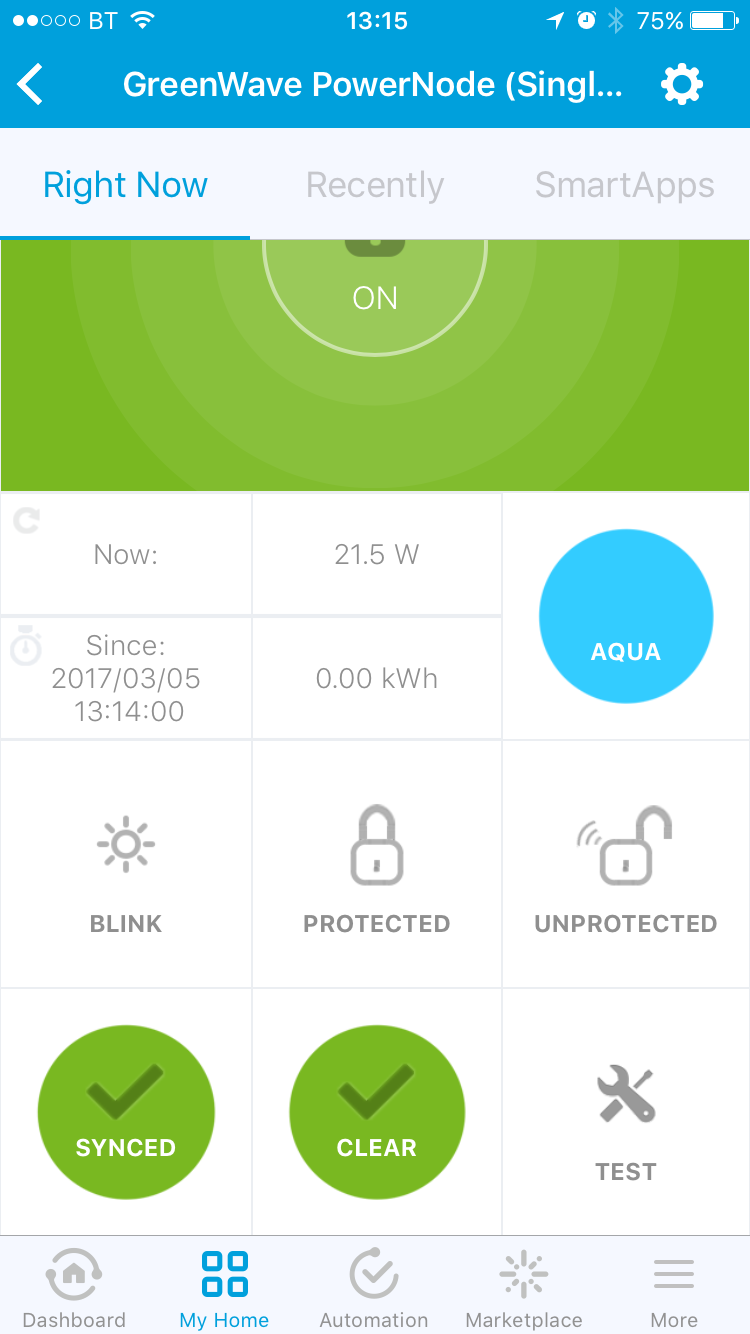 BT 13:15 75%
GreenWave PowerNode (Singl...
Right Now Recently SmartApps
ON
Now: 21.5 W
AQUA
Since:
2017/03/05
13:14:00
0.00 kWh
BLINK PROTECTED UNPROTECTED
SYNCED CLEAR TEST
Dashboard My Home Automation Marketplace More